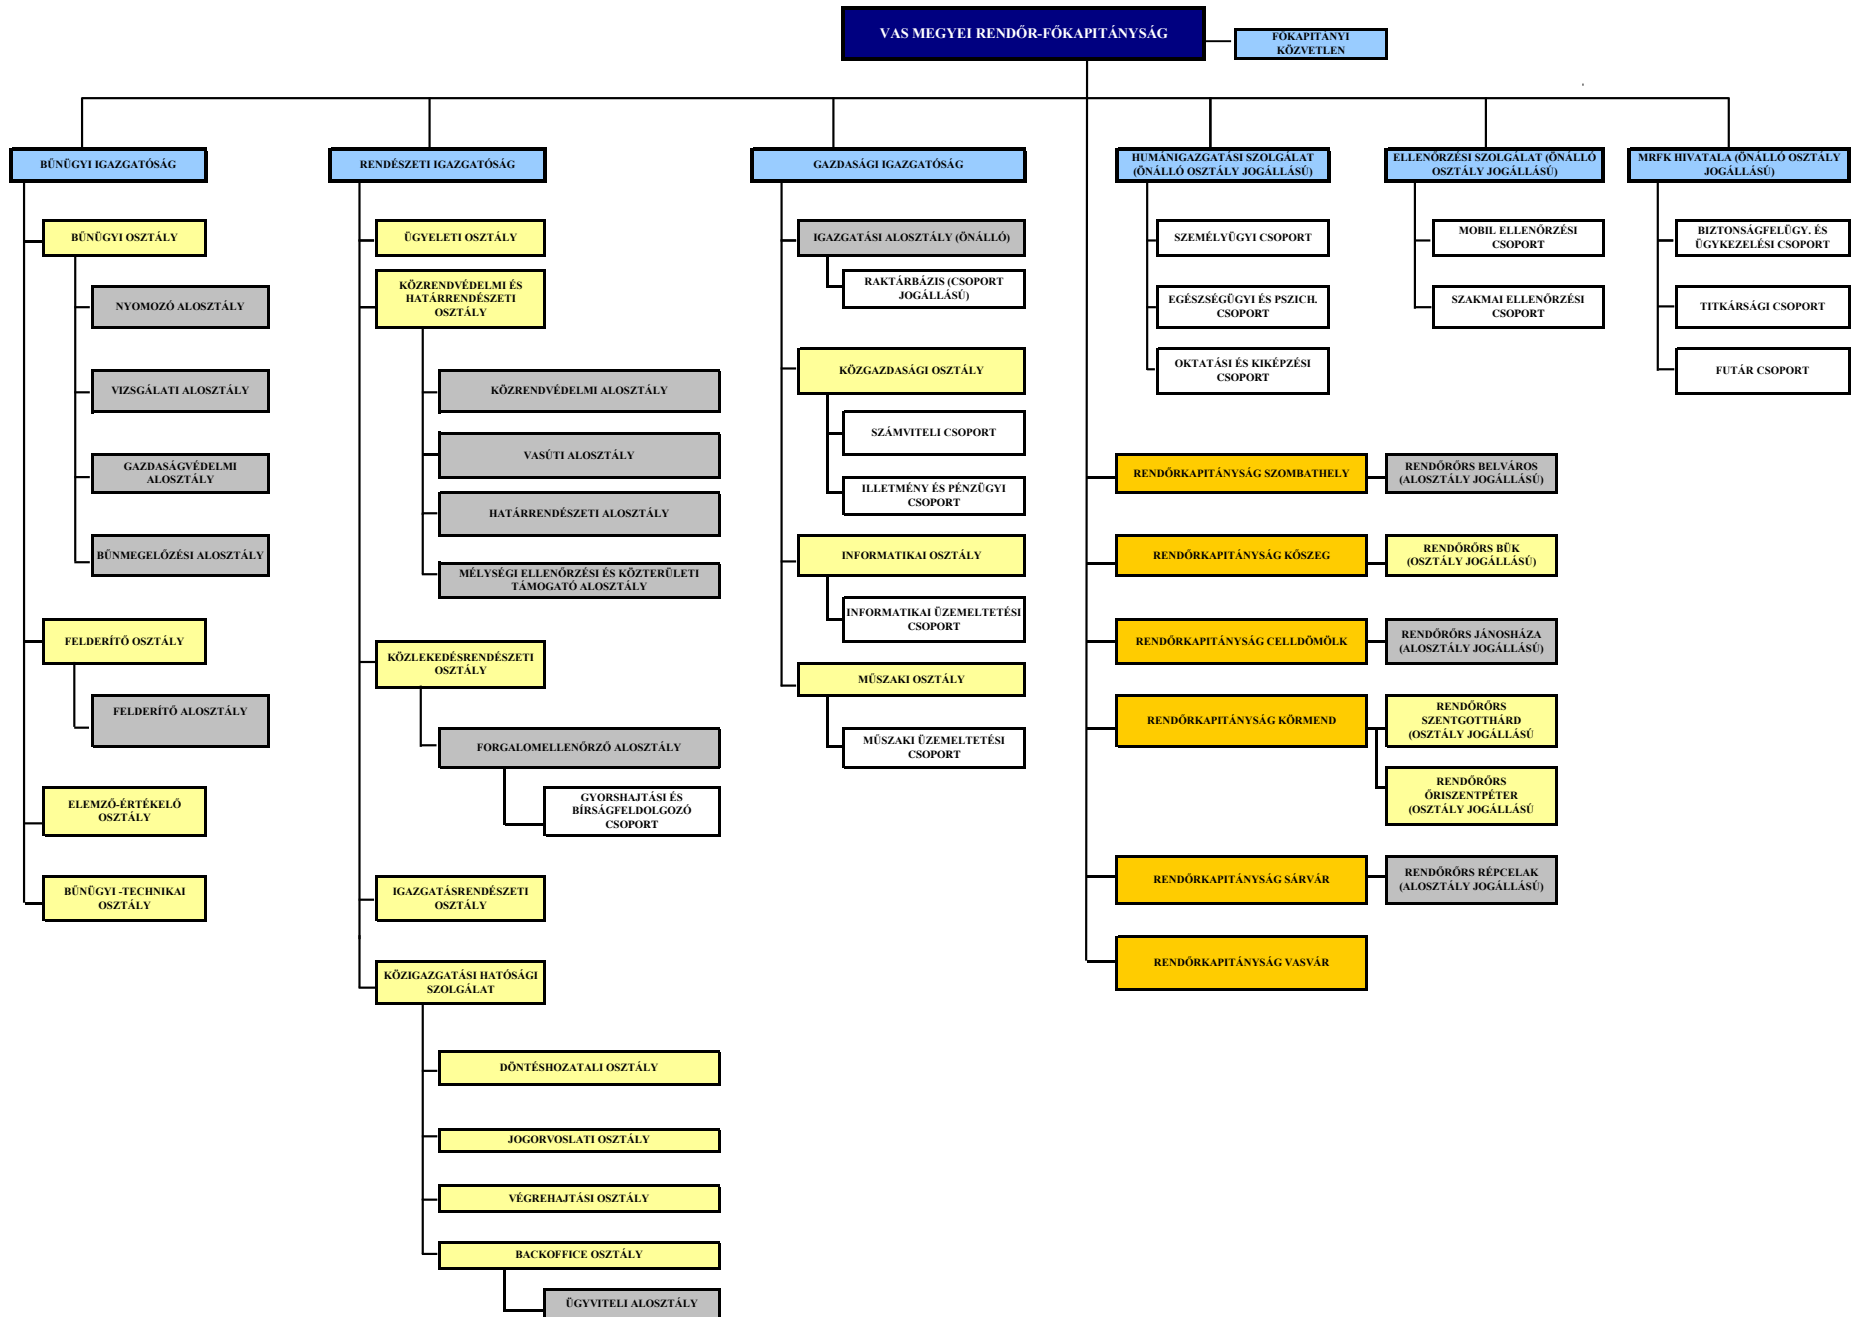 VAS MEGYEI RENDŐR-FŐKAPITÁNYSÁG
FŐKAPITÁNYI
KÖZVETLEN
BŰNÜGYI IGAZGATÓSÁG
BŰNÜGYI OSZTÁLY
NYOMOZÓ ALOSZTÁLY
VIZSGÁLATI ALOSZTÁLY
GAZDASÁGVÉDELMI
ALOSZTÁLY
BŰNMEGELŐZÉSI ALOSZTÁLY
FELDERÍTŐ OSZTÁLY
FELDERÍTŐ ALOSZTÁLY
ELEMZŐ-ÉRTÉKELŐ
OSZTÁLY
BŰNÜGYI -TECHNIKAI
OSZTÁLY
RENDÉSZETI IGAZGATÓSÁG
ÜGYELETI OSZTÁLY
KÖZRENDVÉDELMI ÉS
HATÁRRENDÉSZETI
OSZTÁLY
KÖZRENDVÉDELMI ALOSZTÁLY
VASÚTI ALOSZTÁLY
HATÁRRENDÉSZETI ALOSZTÁLY
MÉLYSÉGI ELLENŐRZÉSI ÉS KÖZTERÜLETI
TÁMOGATÓ ALOSZTÁLY
KÖZLEKEDÉSRENDÉSZETI
OSZTÁLY
FORGALOMELLENŐRZŐ ALOSZTÁLY
GYORSHAJTÁSI ÉS
BÍRSÁGFELDOLGOZÓ
CSOPORT
IGAZGATÁSRENDÉSZETI
OSZTÁLY
KÖZIGAZGATÁSI HATÓSÁGI
SZOLGÁLAT
DÖNTÉSHOZATALI OSZTÁLY
JOGORVOSLATI OSZTÁLY
VÉGREHAJTÁSI OSZTÁLY
BACKOFFICE OSZTÁLY
ÜGYVITELI ALOSZTÁLY
GAZDASÁGI IGAZGATÓSÁG
IGAZGATÁSI ALOSZTÁLY (ÖNÁLLÓ)
RAKTÁRBÁZIS (CSOPORT
JOGÁLLÁSÚ)
KÖZGAZDASÁGI OSZTÁLY
SZÁMVITELI CSOPORT
ILLETMÉNY ÉS PÉNZÜGYI
CSOPORT
INFORMATIKAI OSZTÁLY
INFORMATIKAI ÜZEMELTETÉSI
CSOPORT
MŰSZAKI OSZTÁLY
MŰSZAKI ÜZEMELTETÉSI
CSOPORT
HUMÁNIGAZGATÁSI SZOLGÁLAT
(ÖNÁLLÓ OSZTÁLY JOGÁLLÁSÚ)
SZEMÉLYÜGYI CSOPORT
EGÉSZSÉGÜGYI ÉS PSZICH.
CSOPORT
OKTATÁSI ÉS KIKÉPZÉSI
CSOPORT
ELLENŐRZÉSI SZOLGÁLAT (ÖNÁLLÓ
OSZTÁLY JOGÁLLÁSÚ)
MOBIL ELLENŐRZÉSI
CSOPORT
SZAKMAI ELLENŐRZÉSI
CSOPORT
MRFK HIVATALA (ÖNÁLLÓ OSZTÁLY
JOGÁLLÁSÚ)
BIZTONSÁGFELÜGY. ÉS
ÜGYKEZELÉSI CSOPORT
TITKÁRSÁGI CSOPORT
FUTÁR CSOPORT
RENDŐRKAPITÁNYSÁG SZOMBATHELY
RENDŐRŐRS BELVÁROS
(ALOSZTÁLY JOGÁLLÁSÚ)
RENDŐRKAPITÁNYSÁG KŐSZEG
RENDŐRŐRS BÜK
(OSZTÁLY JOGÁLLÁSÚ)
RENDŐRKAPITÁNYSÁG CELLDÖMÖLK
RENDŐRŐRS JÁNOSHÁZA
(ALOSZTÁLY JOGÁLLÁSÚ)
RENDŐRKAPITÁNYSÁG KÖRMEND
RENDŐRŐRS
SZENTGOTTHÁRD
(OSZTÁLY JOGÁLLÁSÚ
RENDŐRŐRS
ŐRISZENTPÉTER
(OSZTÁLY JOGÁLLÁSÚ
RENDŐRKAPITÁNYSÁG SÁRVÁR
RENDŐRŐRS RÉPCELAK
(ALOSZTÁLY JOGÁLLÁSÚ)
RENDŐRKAPITÁNYSÁG VASVÁR